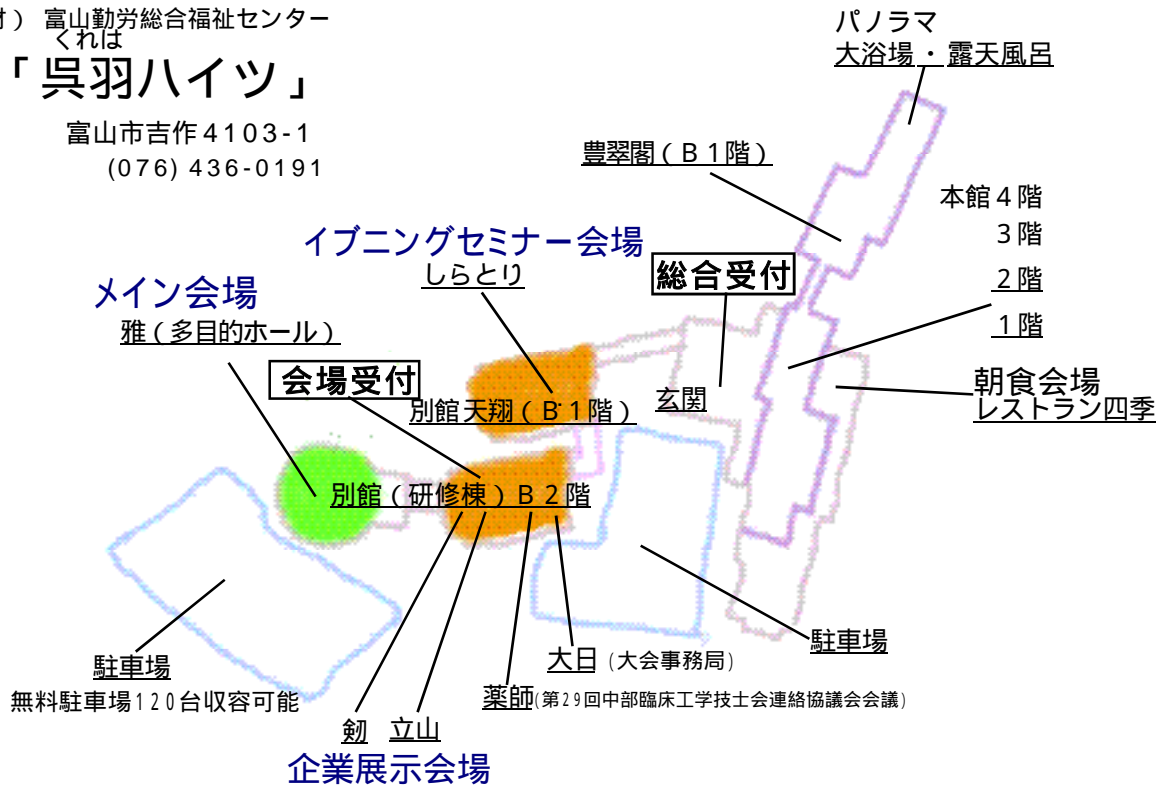 財） 富山勤労総合福祉センター
くれは
「呉羽ハイツ」
富山市吉作4103-1
(076) 436-0191
パノラマ
大浴場・露天風呂
豊翠閣（B1階）
本館4階
3階
2階
1階
イブニングセミナー会場
しらとり
総合受付
メイン会場
雅（多目的ホール）
会場受付
別館天翔（B1階）
玄関
朝食会場
レストラン四季
別館（研修棟）B2階
駐車場
無料駐車場120台収容可能
大日（大会事務局）
駐車場
薬師(第29回中部臨床工学技士会連絡協議会会議)
剱 立山
企業展示会場